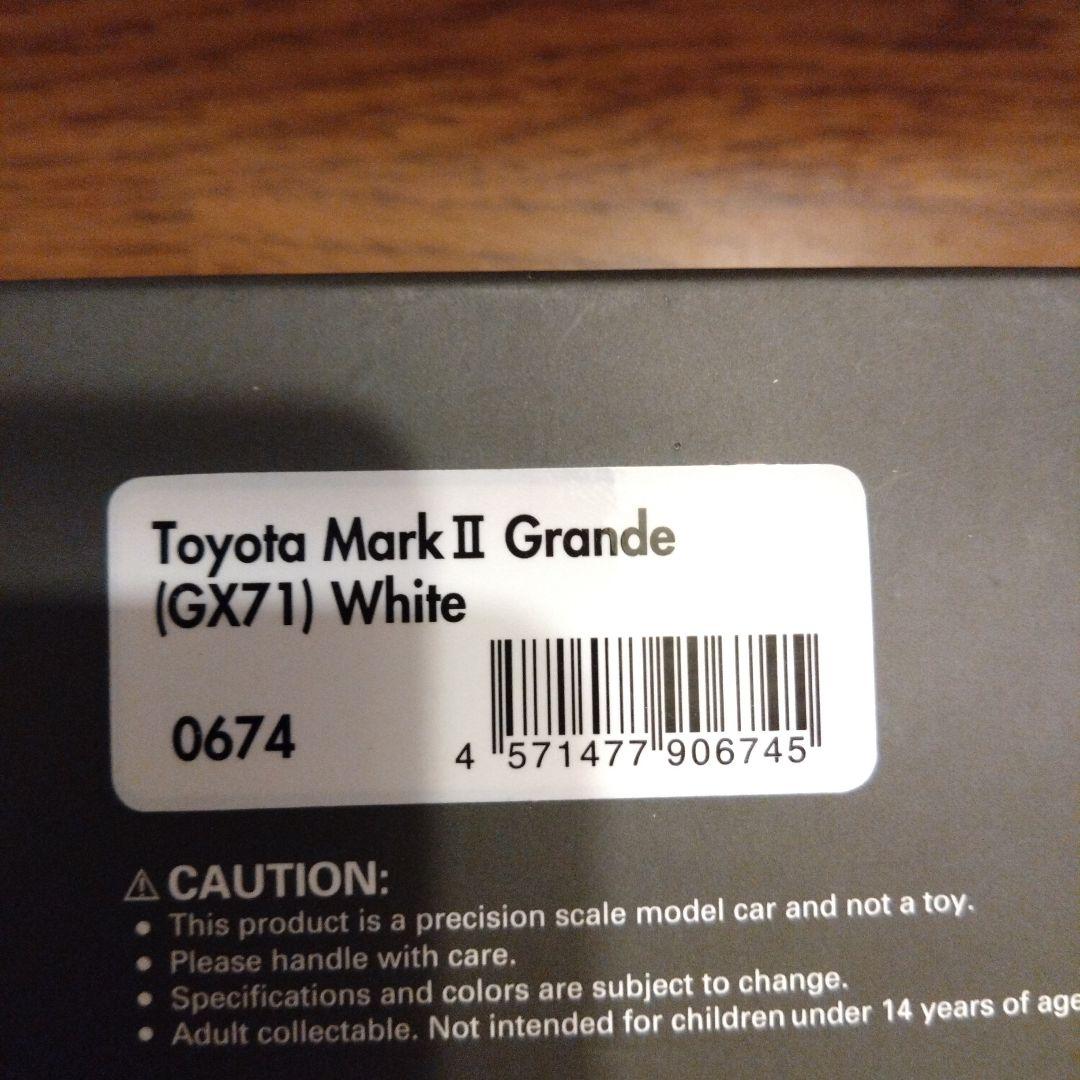 Toyota Mark II Grande
(GX71) White
0674
4 571477 906745
⚠ CAUTION:
• This product is a precision scale model car and not a toy.
• Please handle with care.
• Specifications and colors are subject to change.
• Adult collectable. Not intended for children under 14 years of age